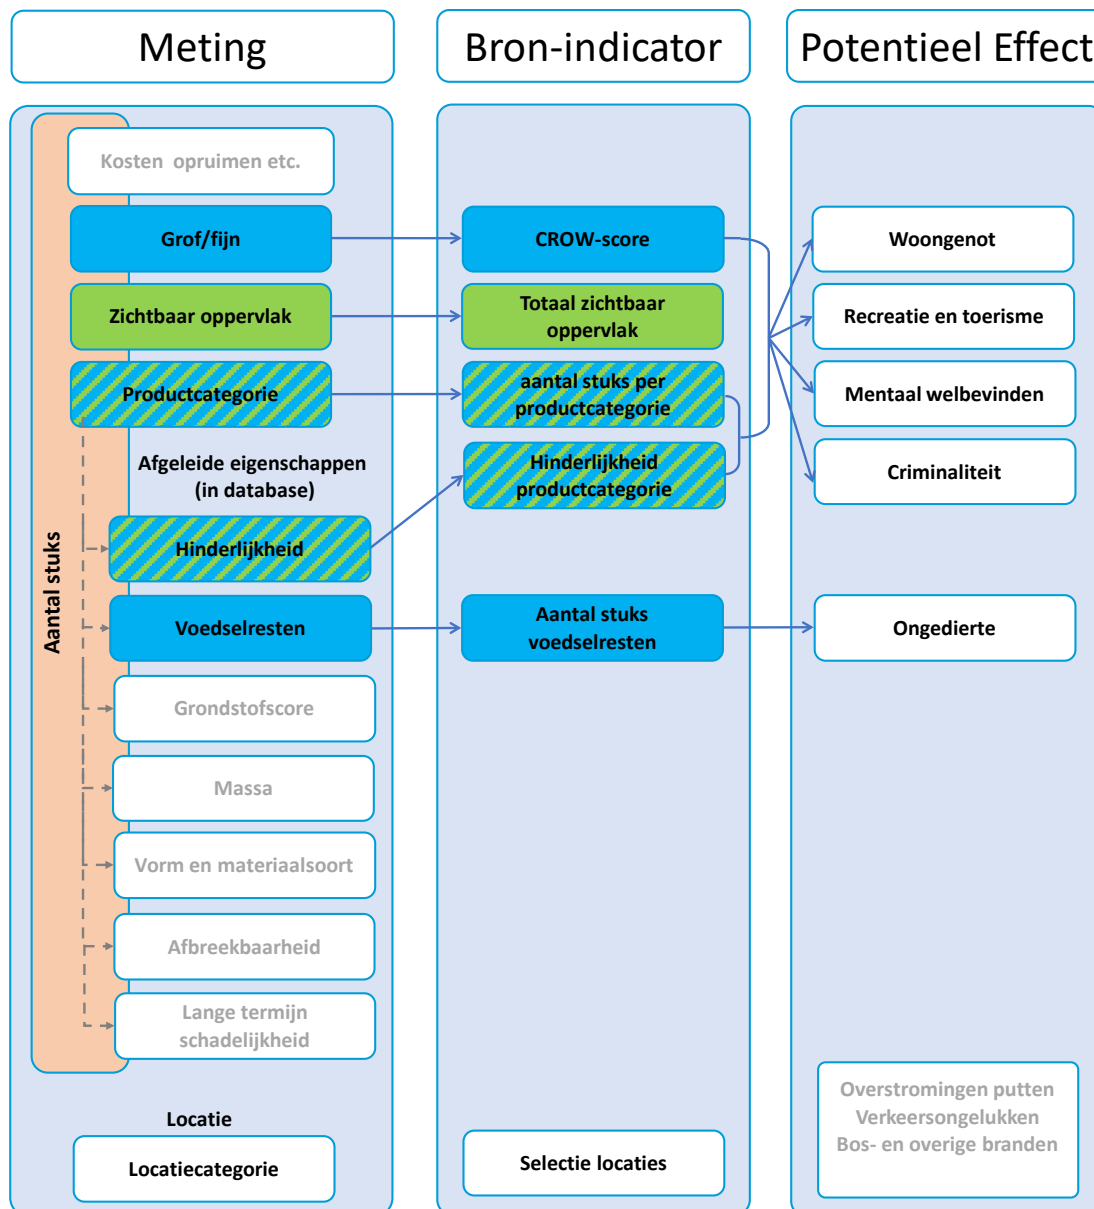 Meting
Bron-indicator
Potentieel Effect
Aantal stuks
Kosten opruimen etc.
Grof/fijn
Zichtbaar oppervlak
Productcategorie
Afgeleide eigenschappen
(in database)
Hinderlijkheid
Voedselresten
Grondstofscore
Massa
Vorm en materiaalsoort
Afbreekbaarheid
Lange termijn
schadelijkheid
Locatie
Locatiecategorie
CROW-score
Totaal zichtbaar
oppervlak
aantal stuks per
productcategorie
Hinderlijkheid
productcategorie
Aantal stuks
voedselresten
Selectie locaties
Woongenot
Recreatie en toerisme
Mentaal welbevinden
Criminaliteit
Ongedierte
Overstromingen putten
Verkeersongelukken
Bos- en overige branden